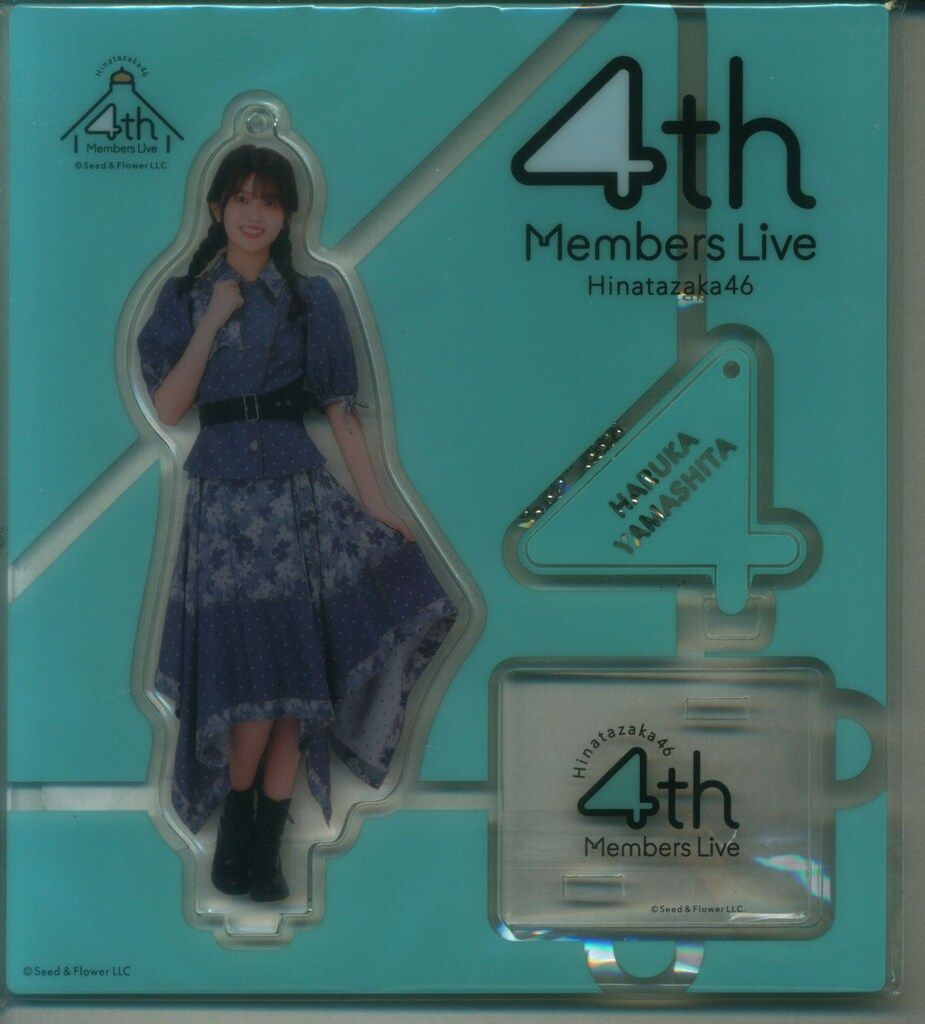 Hinatazaka46
4th
Members Live
©Seed & Flower LLC.
4th
Members Live
Hinatazaka46
HARUKA
YAMASHITA
Hinatazaka46
4th
Members Live
©Seed & Flower LLC.
©Seed & Flower LLC